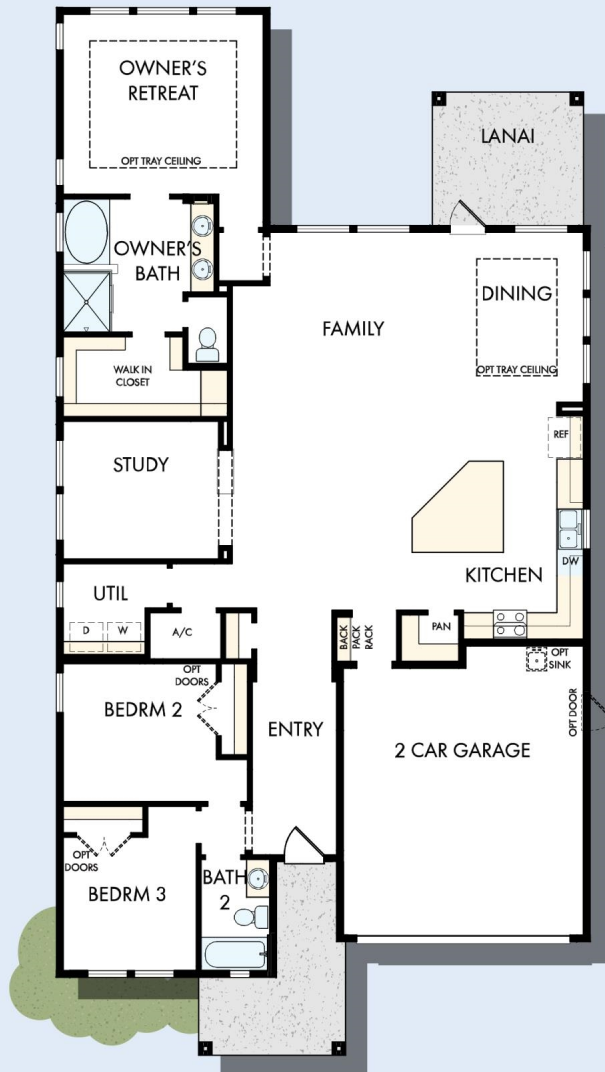 OWNER'S
RETREAT
OPT TRAY CEILING
LANAI
OWNER'S
BATH
DINING
OPT TRAY CEILING
FAMILY
WALK IN
CLOSET
REF
STUDY
DW
KITCHEN
UTIL
D
W
A/C
BACK
PACK
RACK
PAN
OPT
SINK
OPT
DOORS
BEDRM 2
ENTRY
2 CAR GARAGE
OPT DOOR
OPT
DOORS
BEDRM 3
BATH
2